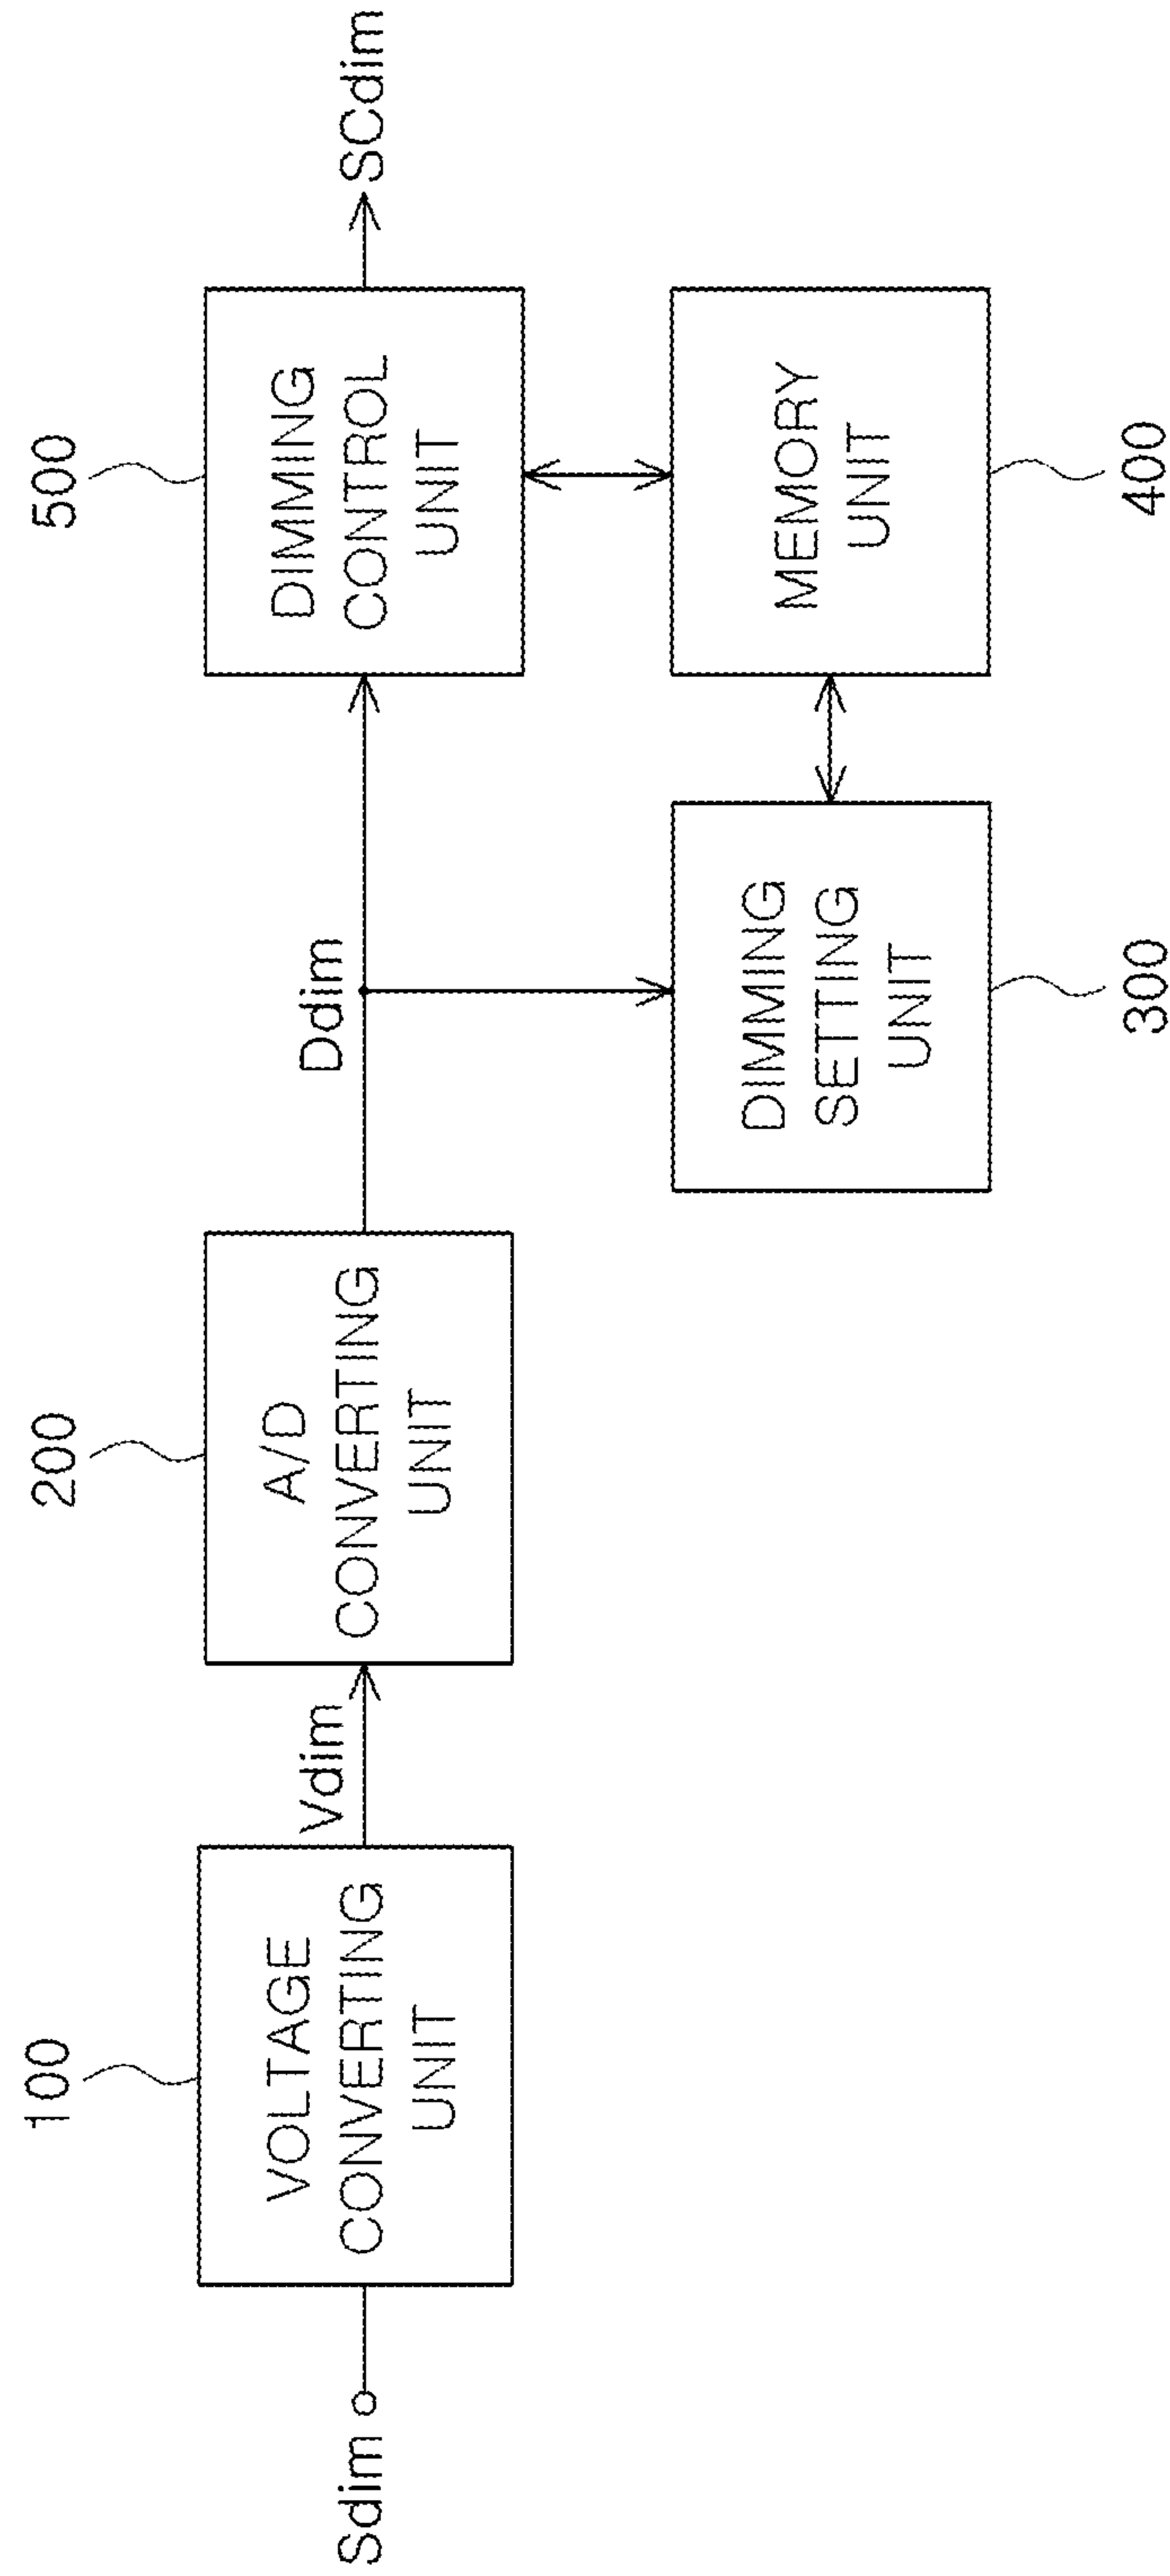 100
200
500
Sdim
VOLTAGE
CONVERTING
UNIT
Vdim
A/D
CONVERTING
UNIT
Ddim
DIMMING
CONTROL
UNIT
SCdim
DIMMING
SETTING
UNIT
MEMORY
UNIT
300
400